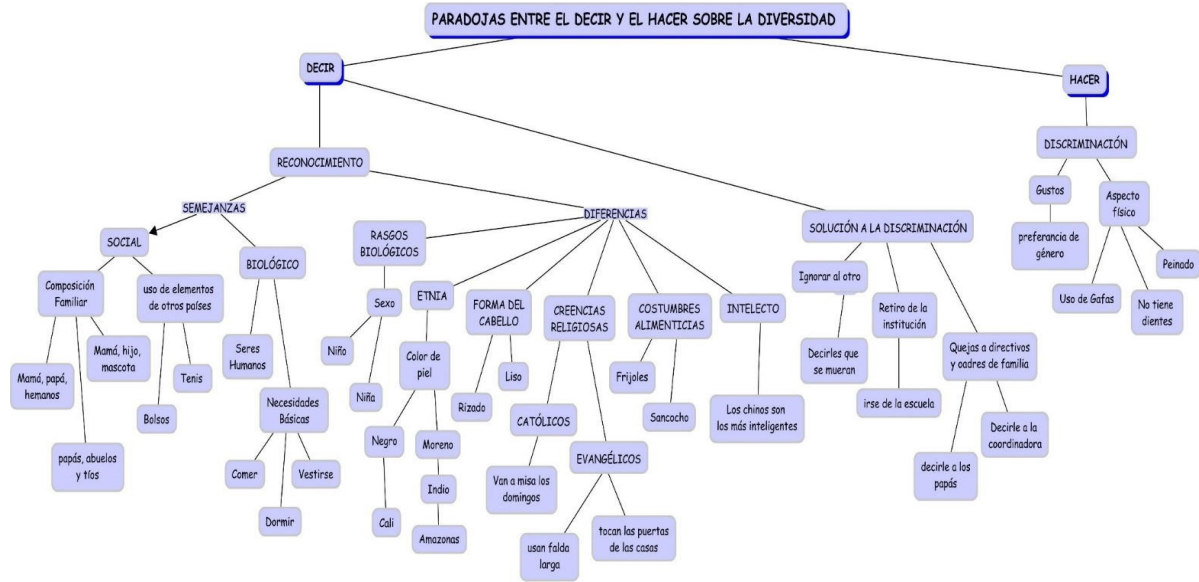 PARADOJAS ENTRE EL DECIR Y EL HACER SOBRE LA DIVERSIDAD
DECIR
HACER
RECONOCIMIENTO
DISCRIMINACIÓN
SEMEJANZAS
DIFERENCIAS
SOLUCIÓN A LA DISCRIMINACIÓN
Gustos
Aspecto
físico
preferancia de
género
Peinado
Uso de Gafas
No tiene
dientes
SOCIAL
BIOLÓGICO
RASGOS
BIOLÓGICOS
Composición
Familiar
uso de elementos
de otros países
Mamá, papá,
hemanos
Mamá, hijo,
mascota
papás, abuelos
y tíos
Bolsos
Tenis
Seres
Humanos
Necesidades
Básicas
Comer
Dormir
Vestirse
Sexo
Niño
Niña
ETNIA
Color de
piel
Negro
Moreno
Cali
Indio
Amazonas
FORMA DEL
CABELLO
Rizado
Liso
CREENCIAS
RELIGIOSAS
CATÓLICOS
Van a misa los
domingos
EVANGÉLICOS
usan falda
larga
tocan las puertas
de las casas
COSTUMBRES
ALIMENTICIAS
Frijoles
Sancocho
INTELECTO
Los chinos son
los más inteligentes
Ignorar al otro
Decirles que
se mueran
Retiro de la
institución
irse de la escuela
Quejas a directivos
y oadres de familia
decirle a los
papás
Decirle a la
coordinadora